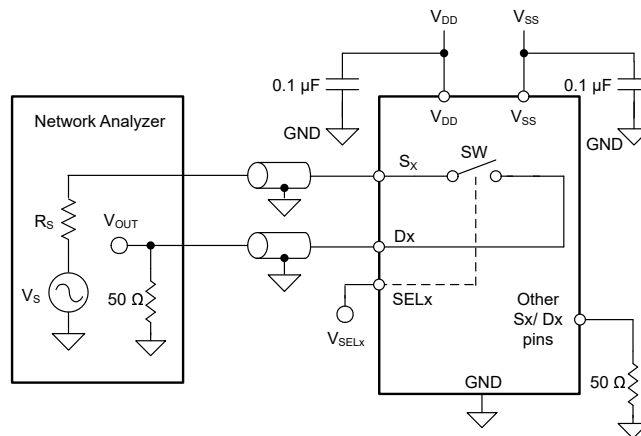 V_DD
V_SS
0.1 µF
0.1 µF
GND
GND
V_DD
V_SS
Network Analyzer
S_X
SW
R_S
V_OUT
Dx
V_S
50 Ω
SELx
V_SELx
Other
Sx/ Dx
pins
GND
50 Ω